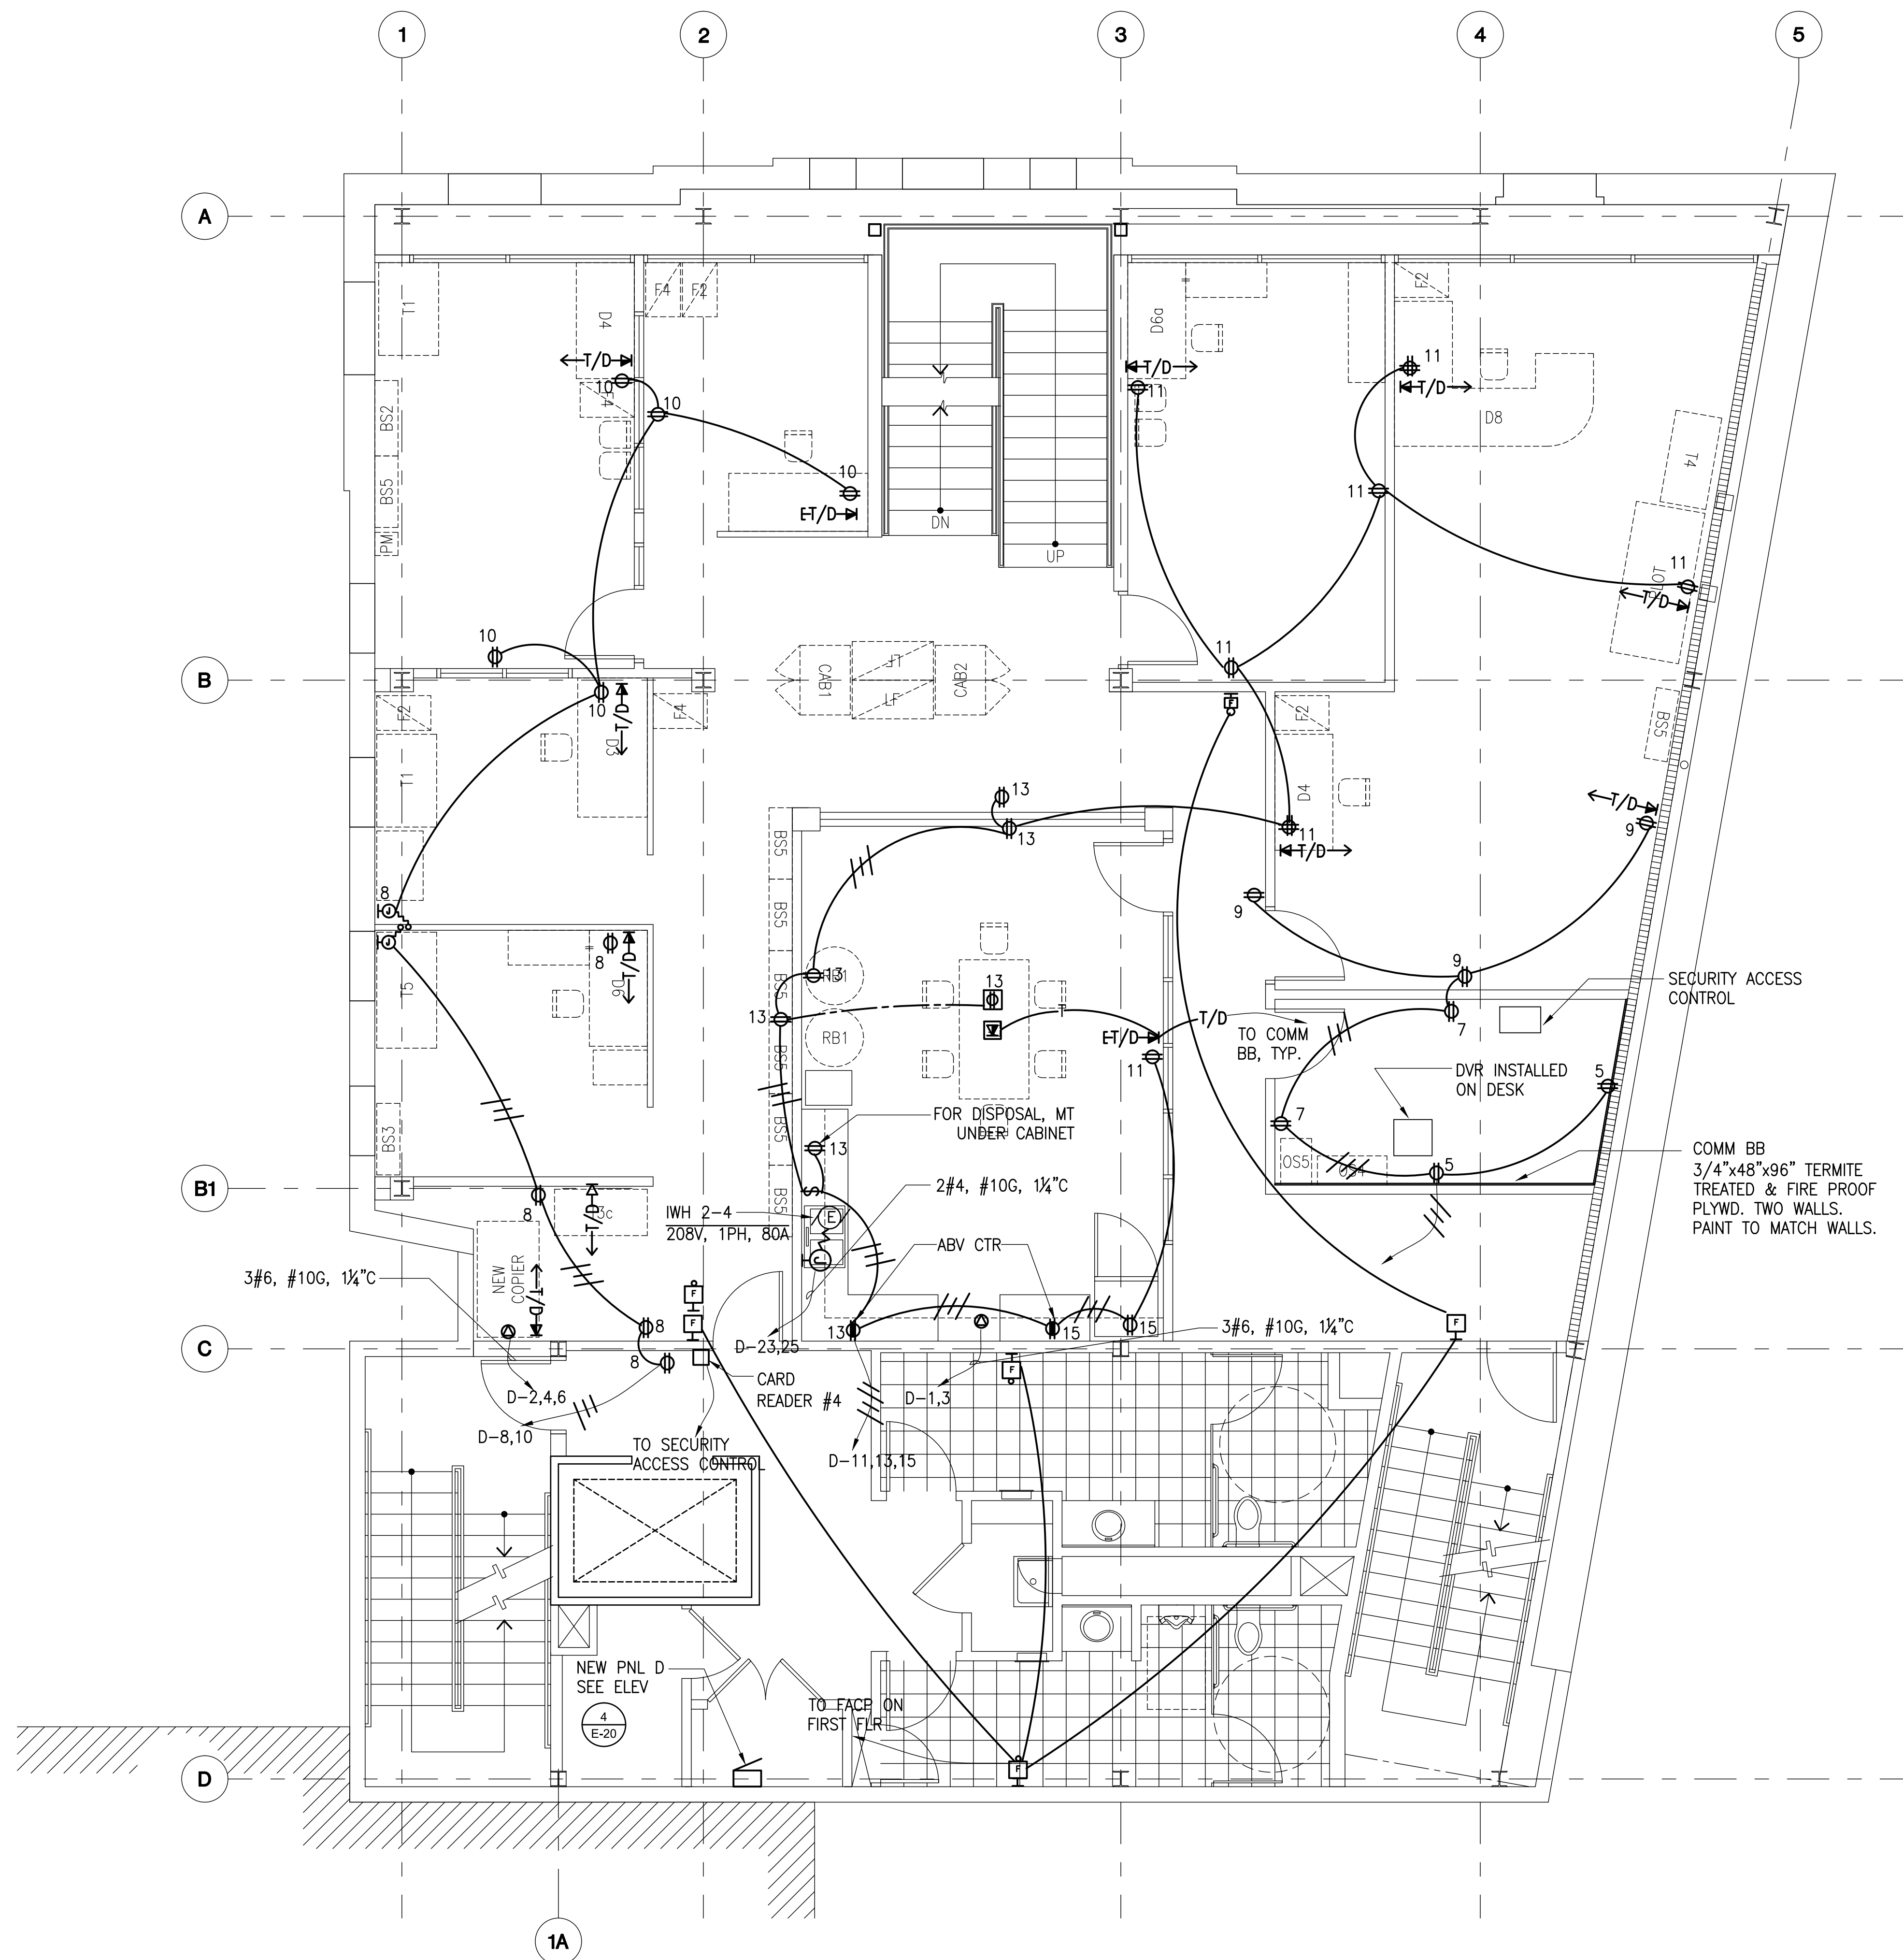 1
2
3
4
5
A
T1
D4
F4
F2
D6a
F2
T/D
T/D
11
T/D
10
11
BS2
10
D8
T4
10
11
BS5
E-T/D
DN
PM
UP
11
T/D
10
11
B
CAB1
LF
LF
CAB2
F2
10
T/D
F4
F
F2
BS5
D3
T1
13
D4
T/D
BS5
13
11
T/D
9
8
J
BS5
9
J
8
T/D
D6
T5
BS5
13
RB1
13
9
SECURITY ACCESS
CONTROL
13
RB1
T
E-T/D
T/D
TO COMM
BB, TYP.
7
BS5
11
DVR INSTALLED
ON DESK
5
BS3
FOR DISPOSAL, MT
UNDER CABINET
7
BS5
13
OS5
OS4
5
COMM BB
3/4"x48"x96" TERMITE
TREATED & FIRE PROOF
PLYWD. TWO WALLS.
PAINT TO MATCH WALLS.
B1
8
T/D
BS5
S
2#4, #10G, 1¼"C
IWH 2-4
208V, 1PH, 80A
E
J
ABV CTR
3#6, #10G, 1¼"C
NEW
COPIER
T/D
F
F
8
13
15
15
3#6, #10G, 1¼"C
F
C
D-23,25
8
CARD
READER #4
F
D-2,4,6
D-1,3
D-8,10
TO SECURITY
ACCESS CONTROL
D-11,13,15
NEW PNL D
SEE ELEV
4
E-20
TO FACP ON
FIRST FLR
F
D
1A